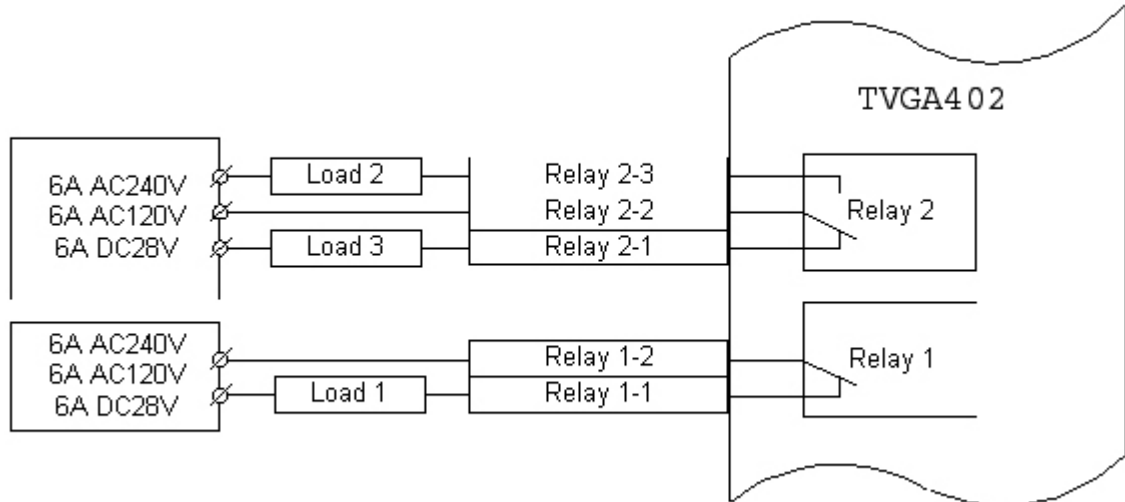 TVGA402
6A AC240V
6A AC120V
6A DC28V
Load 2
Load 3
Relay 2-3
Relay 2-2
Relay 2-1
Relay 2
6A AC240V
6A AC120V
6A DC28V
Load 1
Relay 1-2
Relay 1-1
Relay 1